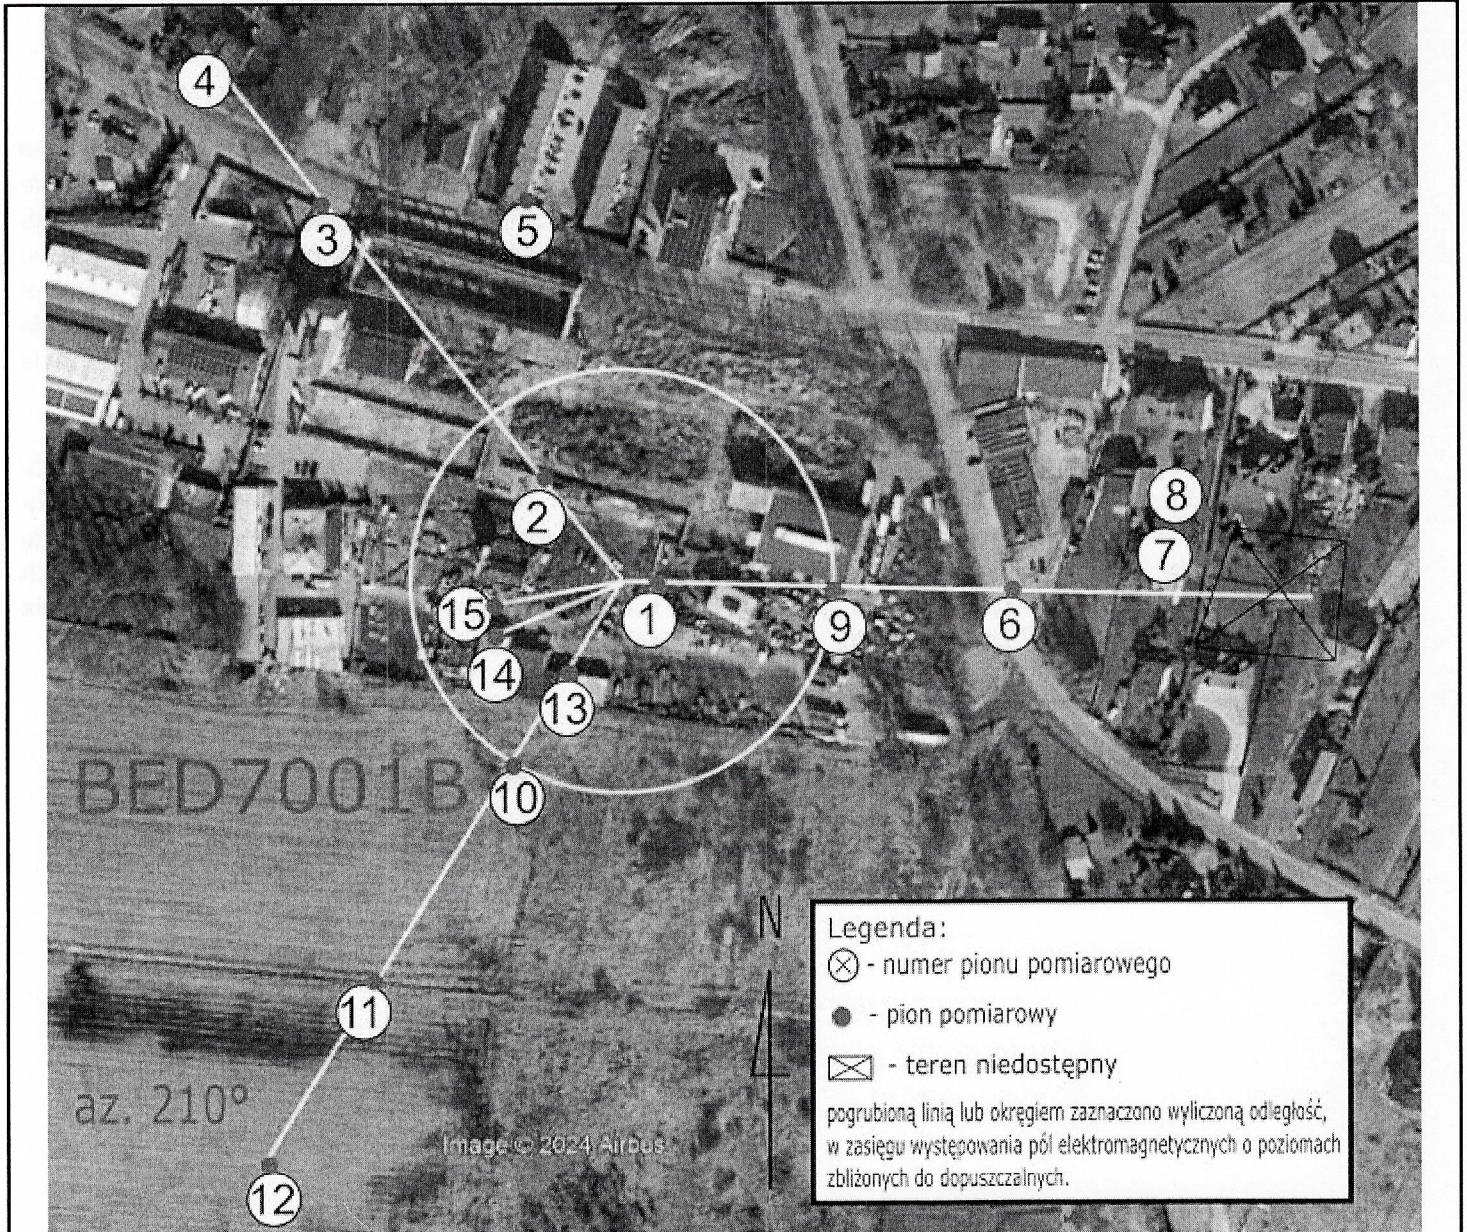 4
3
5
8
2
7
15
1
9
6
14
13
BED7001B
10
N
Legenda:
- numer pionu pomiarowego
11
- pion pomiarowy
- teren niedostępny
az. 210°
pogrubioną linią lub okręgiem zaznaczono wyliczoną odległość,
w zasięgu występowania pól elektromagnetycznych o poziomach
zbliżonych do dopuszczalnych.
Image © 2024 Airbus
12